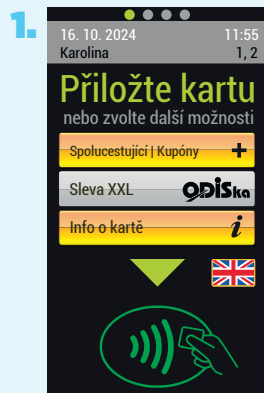 1.
16. 10. 2024 11:55
Karolina 1, 2
Přiložte kartu
nebo zvolte další možnosti
Spolucestující | Kupóny +
Sleva XXL ODISka
Info o kartě i